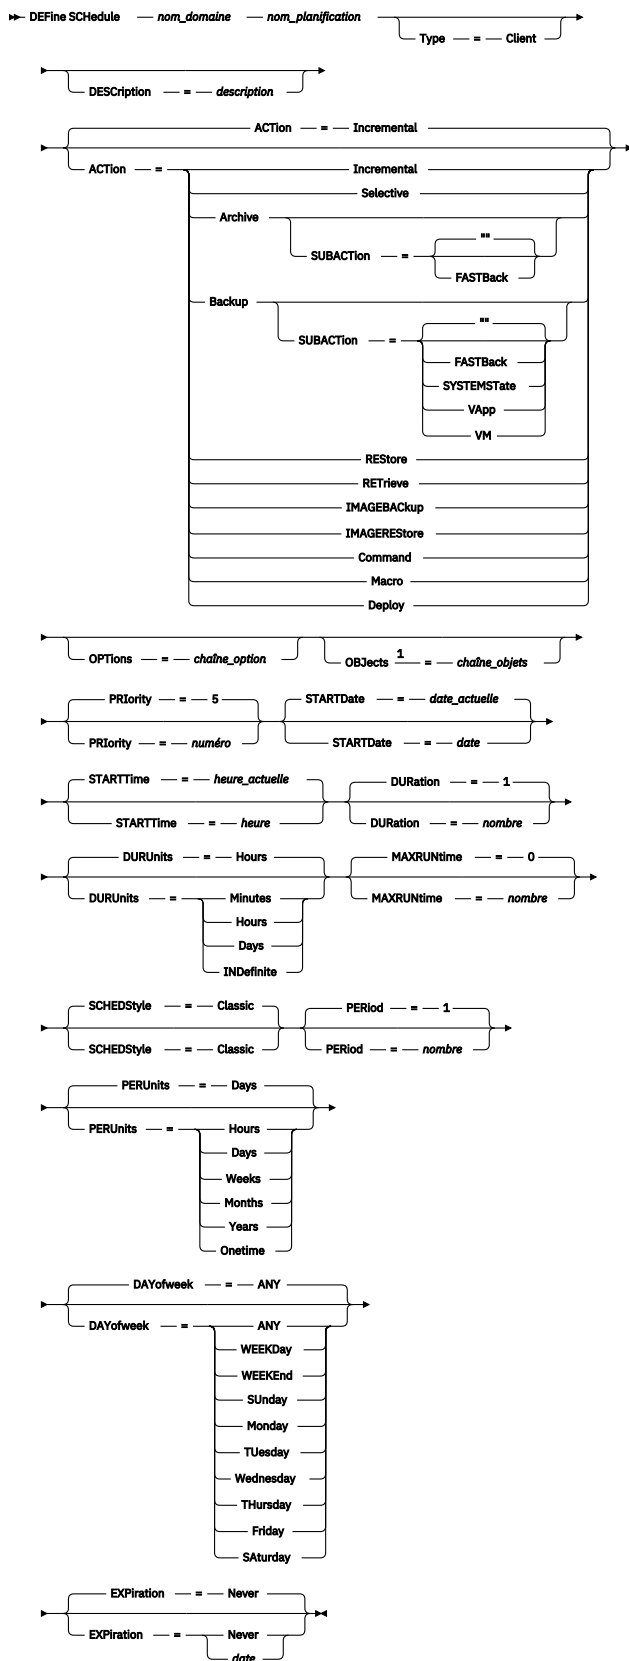 DEFine SCHedule — nom_domaine — nom_planification
Type = Client
DESCription = description
ACTion = Incremental
ACTion = Incremental
Selective
Archive
""
SUBACTion =
FASTBack
Backup
""
SUBACTion =
FASTBack
SYSTEMSTate
VApp
VM
REStore
RETrieve
IMAGEBACkup
IMAGEREStore
Command
Macro
Deploy
OPTions = chaîne_option OBJects 1 = chaîne_objets
PRIority = 5 STARTDate = date_actuelle
PRIority = numéro STARTDate = date
STARTTime = heure_actuelle DURation = 1
STARTTime = heure DURation = nombre
DURUnits = Hours MAXRUNtime = 0
DURUnits = Minutes MAXRUNtime = nombre
Hours
Days
INDefinite
SCHEDStyle = Classic PERiod = 1
SCHEDStyle = Classic PERiod = nombre
PERUnits = Days
PERUnits = Hours
Days
Weeks
Months
Years
Onetime
DAYofweek = ANY
DAYofweek = ANY
WEEKDay
WEEKEnd
SUnday
Monday
TUesday
Wednesday
THursday
Friday
SAturday
EXPiration = Never
EXPiration = Never
date